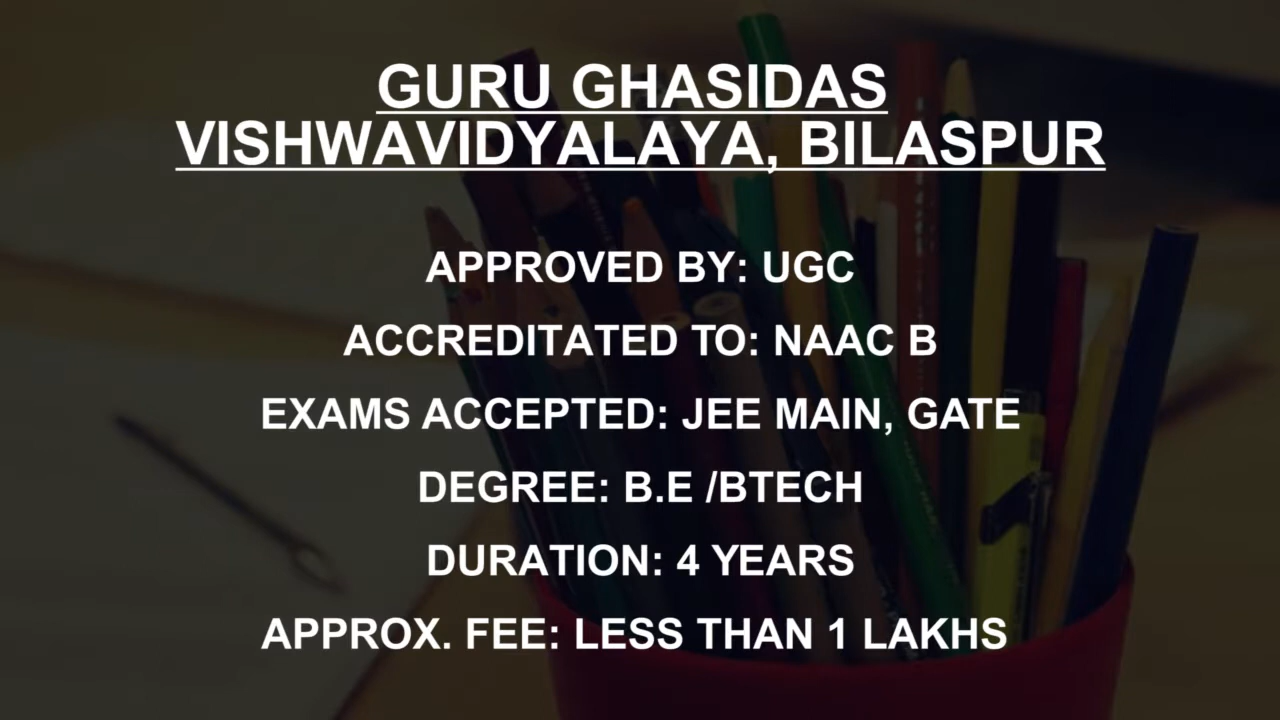 GURU GHASIDAS
VISHWAVIDYALAYA, BILASPUR
APPROVED BY: UGC
ACCREDITATED TO: NAAC B
EXAMS ACCEPTED: JEE MAIN, GATE
DEGREE: B.E /BTECH
DURATION: 4 YEARS
APPROX. FEE: LESS THAN 1 LAKHS